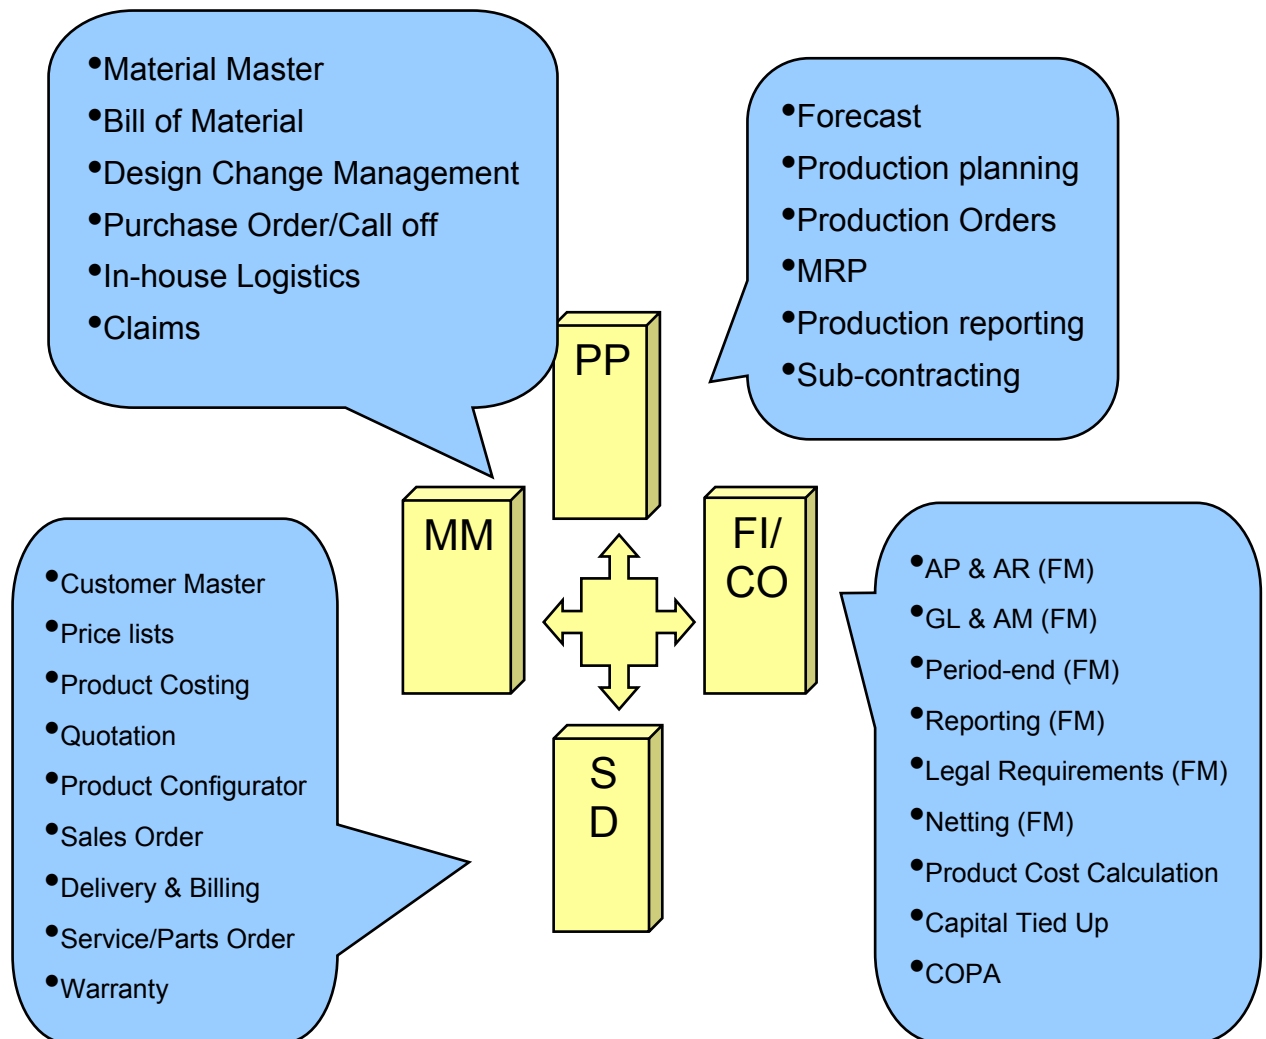 •Material Master
•Bill of Material
•Design Change Management
•Purchase Order/Call off
•In-house Logistics
•Claims
•Forecast
•Production planning
•Production Orders
•MRP
•Production reporting
•Sub-contracting
PP
MM
FI/
CO
S
D
•Customer Master
•Price lists
•Product Costing
•Quotation
•Product Configurator
•Sales Order
•Delivery & Billing
•Service/Parts Order
•Warranty
•AP & AR (FM)
•GL & AM (FM)
•Period-end (FM)
•Reporting (FM)
•Legal Requirements (FM)
•Netting (FM)
•Product Cost Calculation
•Capital Tied Up
•COPA